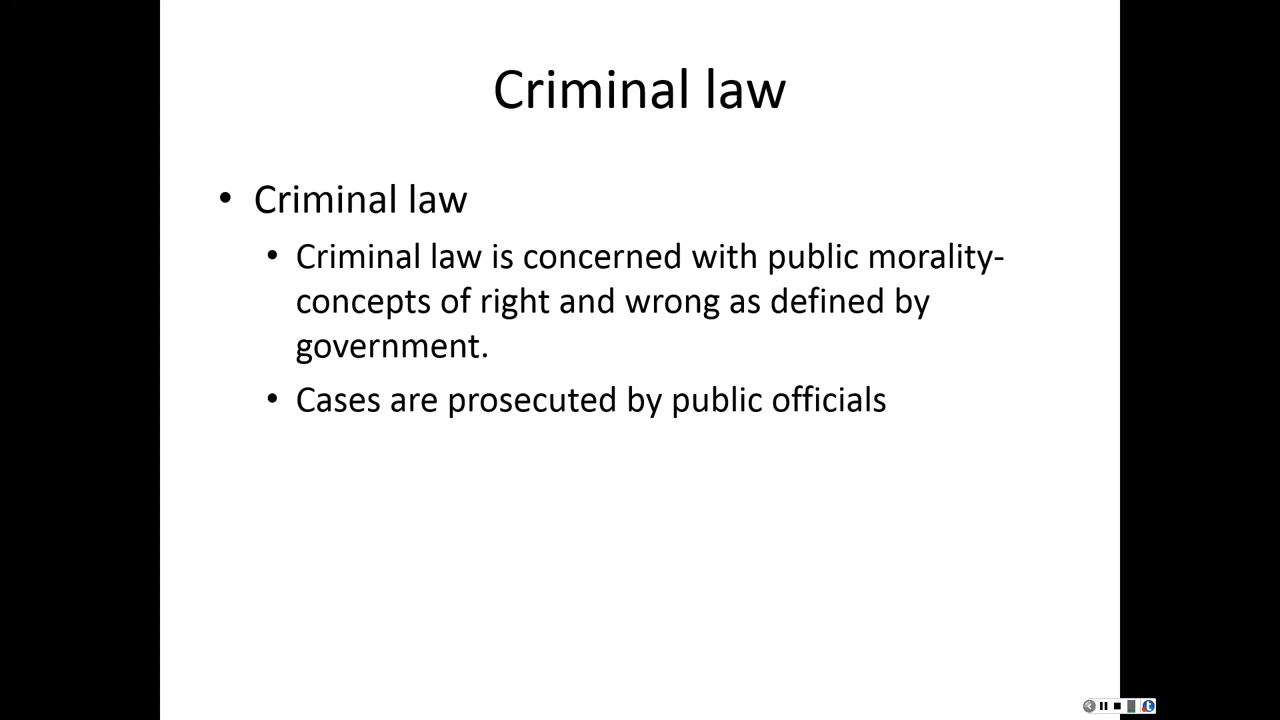 Criminal law
• Criminal law
• Criminal law is concerned with public morality-
concepts of right and wrong as defined by
government.
• Cases are prosecuted by public officials